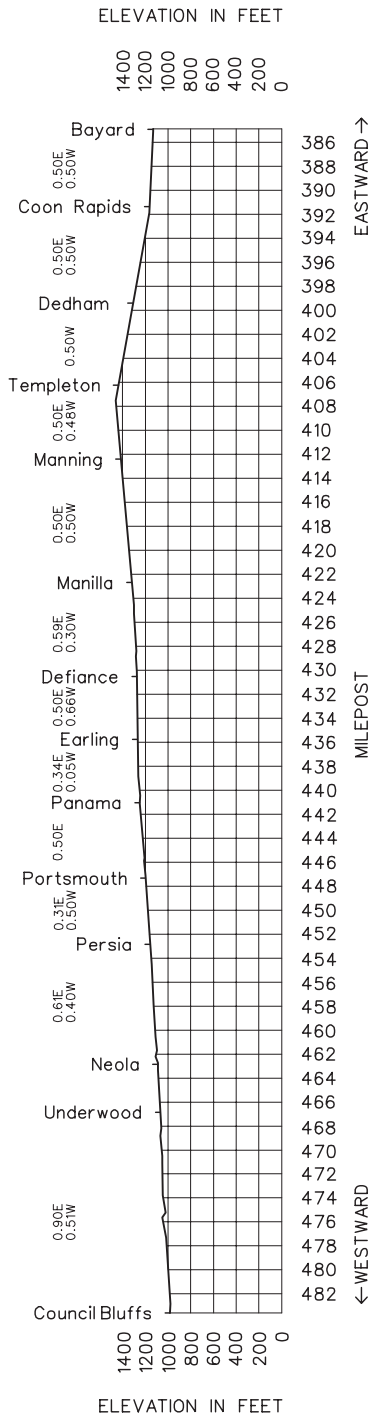 ELEVATION IN FEET
1400
1200
1000
800
600
400
200
0
EASTWARD →
Bayard
0.50E
0.50W
Coon Rapids
0.50E
0.50W
Dedham
0.50W
Templeton
0.50E
0.48W
Manning
0.50E
0.50W
Manilla
0.59E
0.30W
Defiance
0.50E
0.66W
Earling
0.34E
0.05W
Panama
0.50E
Portsmouth
0.31E
0.50W
Persia
0.61E
0.40W
Neola
Underwood
0.90E
0.51W
Council Bluffs
386
388
390
392
394
396
398
400
402
404
406
408
410
412
414
416
418
420
422
424
426
428
430
432
434
436
438
440
442
444
446
448
450
452
454
456
458
460
462
464
466
468
470
472
474
476
478
480
482
MILEPOST
← WESTWARD
1400
1200
1000
800
600
400
200
0
ELEVATION IN FEET